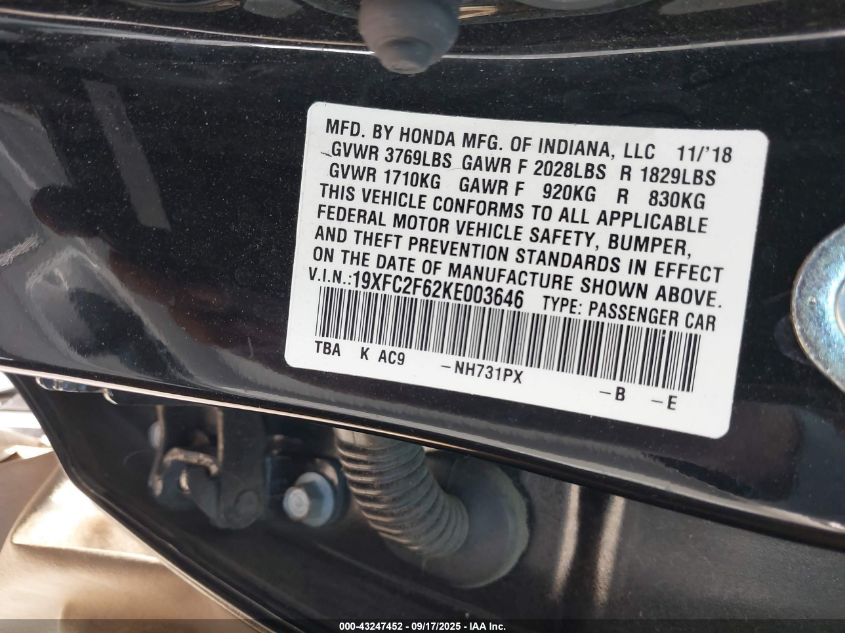 MFD. BY HONDA MFG. OF INDIANA, LLC 11/'18
GVWR 3769LBS GAWR F 2028LBS R 1829LBS
GVWR 1710KG GAWR F 920KG R 830KG
THIS VEHICLE CONFORMS TO ALL APPLICABLE
FEDERAL MOTOR VEHICLE SAFETY, BUMPER,
AND THEFT PREVENTION STANDARDS IN EFFECT
ON THE DATE OF MANUFACTURE SHOWN ABOVE.
V.I.N.:19XFC2F62KE003646 TYPE: PASSENGER CAR
TBA K AC9 -NH731PX -B -E
000-43247452 - 09/17/2025 - IAA Inc.